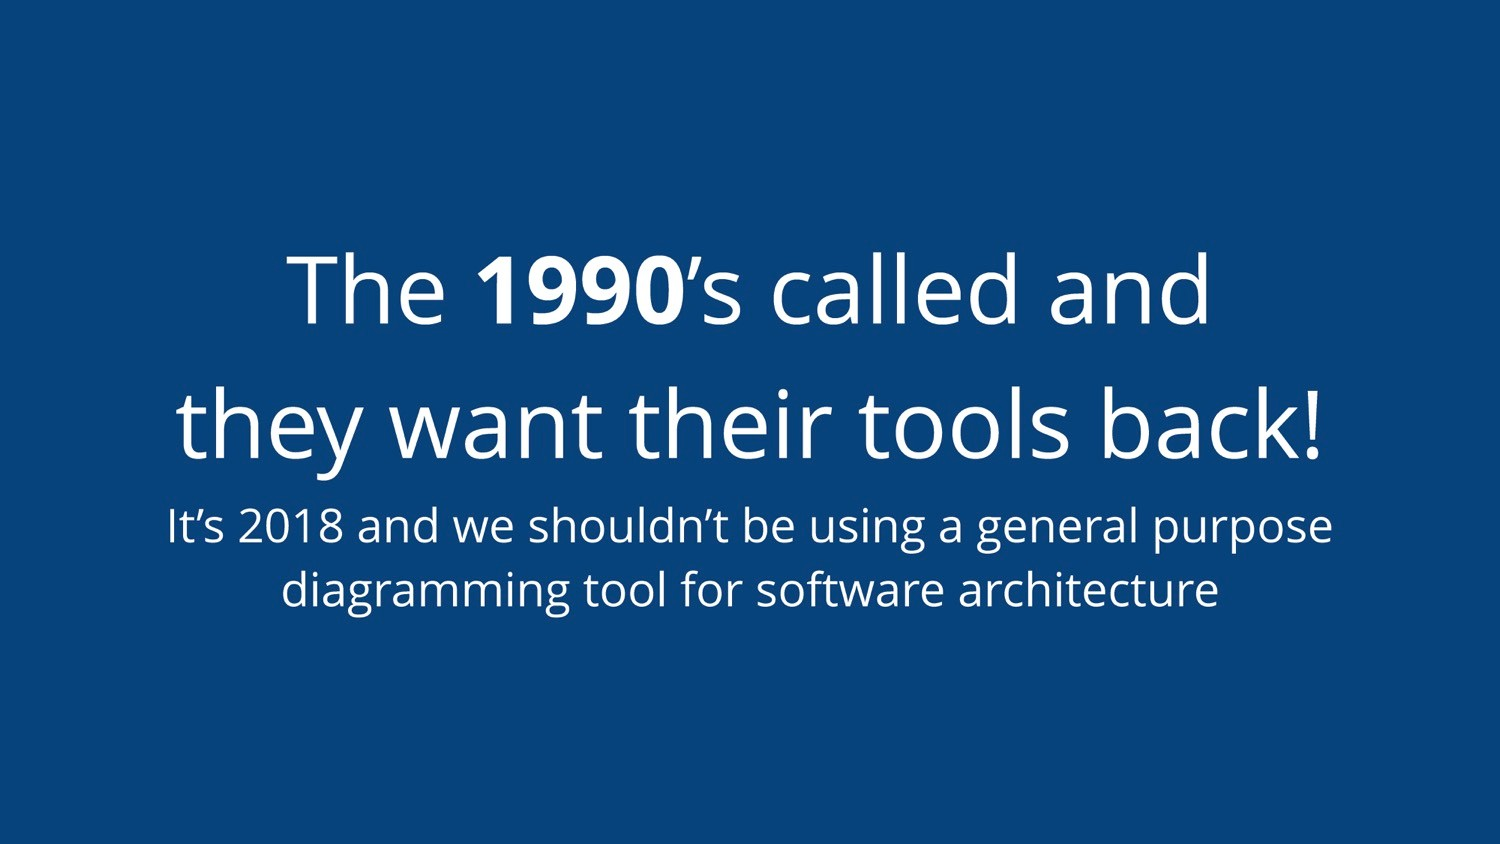 The 1990’s called and
they want their tools back!
It’s 2018 and we shouldn’t be using a general purpose
diagramming tool for software architecture